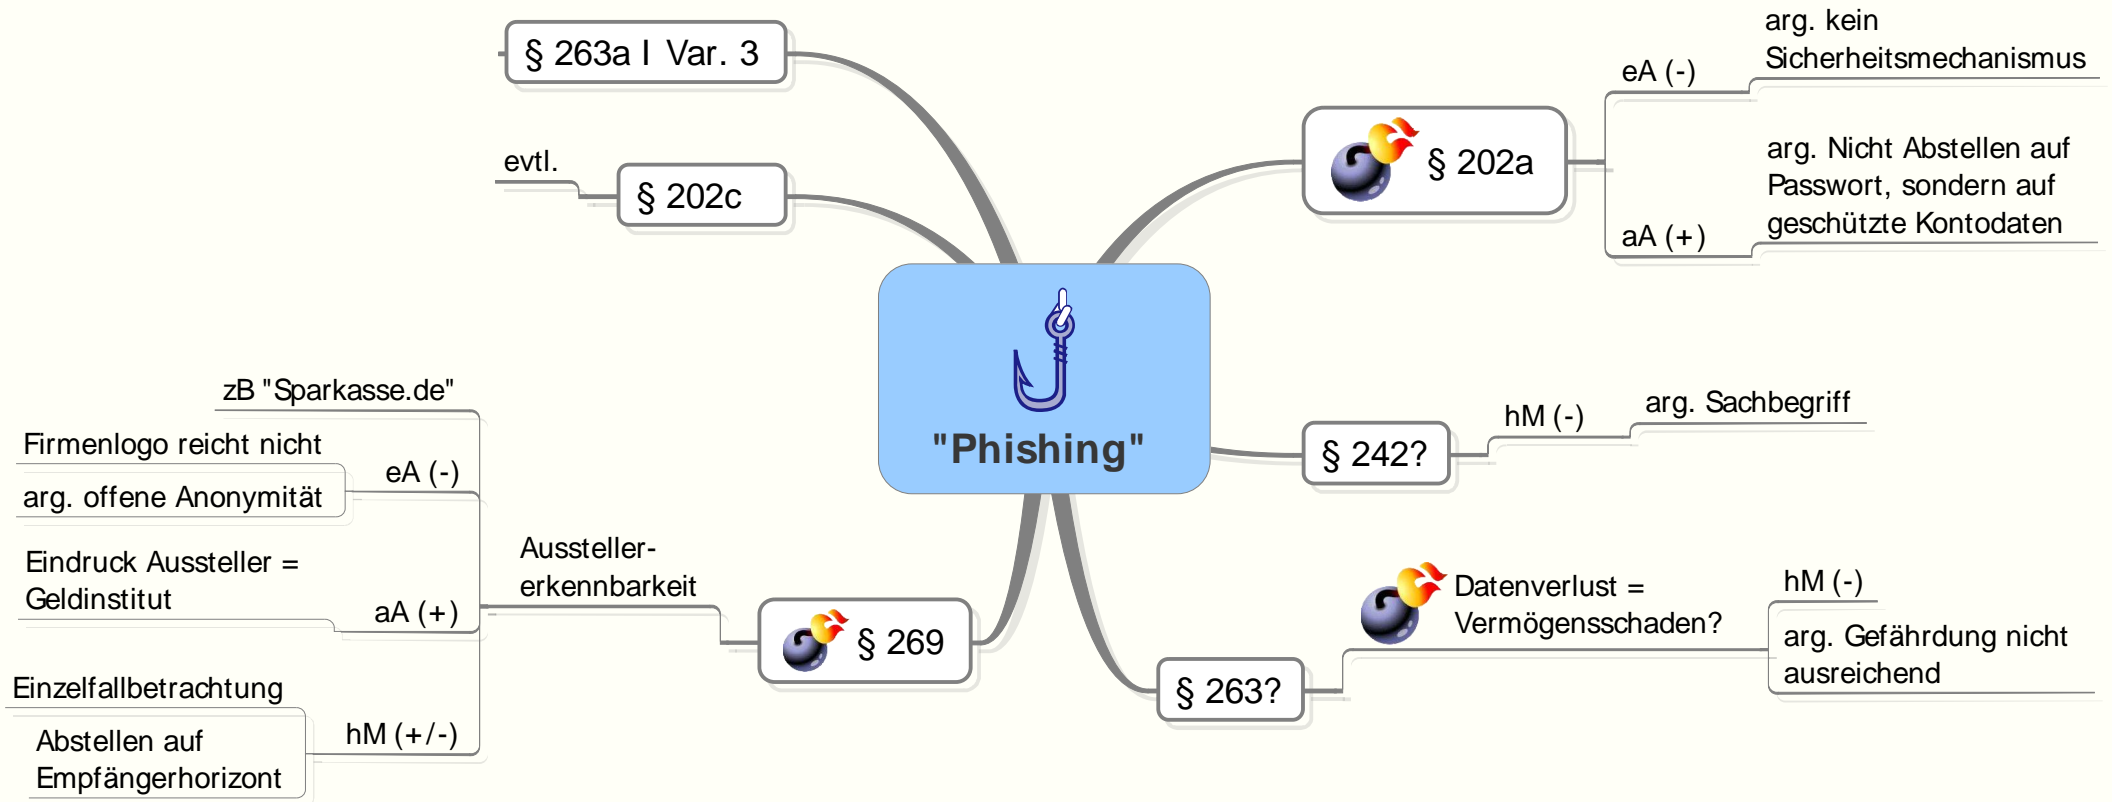 "Phishing"
§ 202a
eA (-)
arg. kein
Sicherheitsmechanismus
aA (+)
arg. Nicht Abstellen auf
Passwort, sondern auf
geschützte Kontodaten
§ 242?
hM (-)
arg. Sachbegriff
§ 263?
Datenverlust =
Vermögensschaden?
hM (-)
arg. Gefährdung nicht
ausreichend
§ 269
Aussteller-
erkennbarkeit
zB "Sparkasse.de"
eA (-)
Firmenlogo reicht nicht
arg. offene Anonymität
aA (+)
Eindruck Aussteller =
Geldinstitut
hM (+/-)
Einzelfallbetrachtung
Abstellen auf
Empfängerhorizont
§ 202c
evtl.
§ 263a I Var. 3